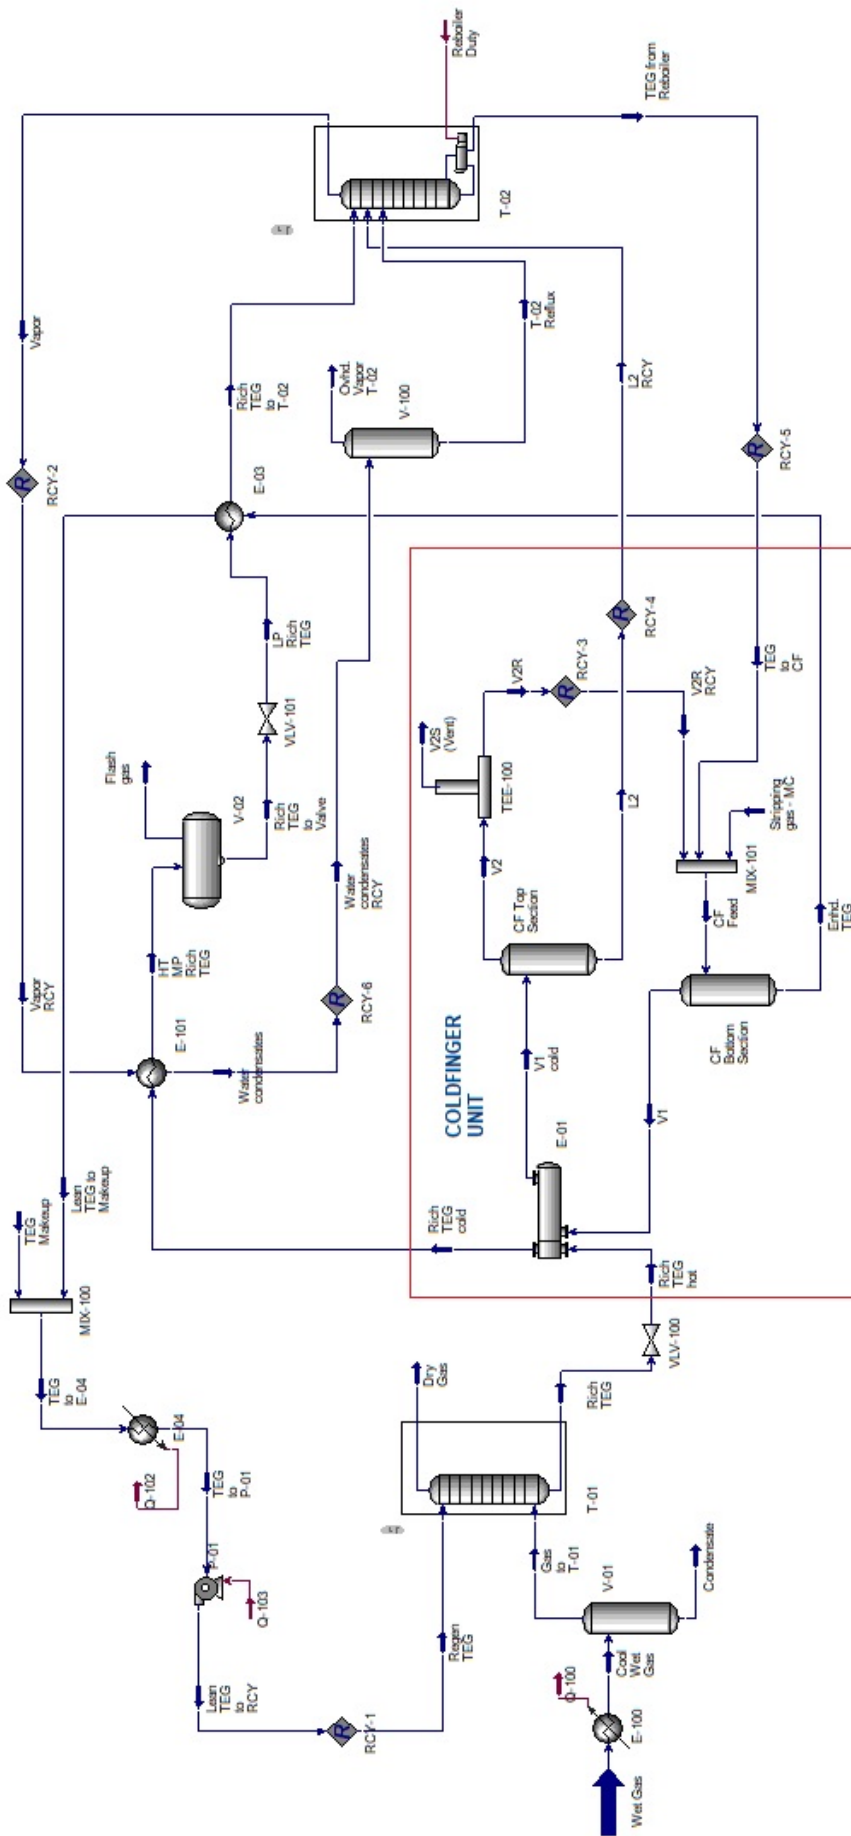 Wet Gas
E-100
Q-100
Cool
Wet
Gas
V-01
Condensate
Gas
to
T-01
T-01
Dry
Gas
Rich
TEG
VLV-100
Rich
TEG
hot
Regen
TEG
RCY-1
Lean
TEG
to
RCY
P-01
Q-103
TEG
to
P-01
Q-102
E-04
TEG
to
E-04
MIX-100
TEG
Makeup
Lean
TEG to
Makeup
Rich
TEG
cold
COLDFINGER
UNIT
E-01
V1
cold
V1
CF
Bottom
Section
CF Top
Section
CF
Feed
MIX-101
Stripping
gas - MC
Enhd.
TEG
V2
TEE-100
V2S
(Vent)
V2R
RCY-3
V2R
RCY
L2
RCY-4
L2
RCY
TEG
to
CF
RCY-5
TEG from
Reboiler
Vapor
RCY
E-101
Water
condensates
RCY-6
Water
condensates
RCY
HT
MP
Rich
TEG
V-02
Flash
gas
Rich
TEG
to
Valve
VLV-101
LP
Rich
TEG
E-03
Rich
TEG
to
T-02
V-100
Ovhd.
Vapor
T-02
T-02
Reflux
RCY-2
Vapor
T-02
Reboiler
Duty
R
R
R
R
R
R